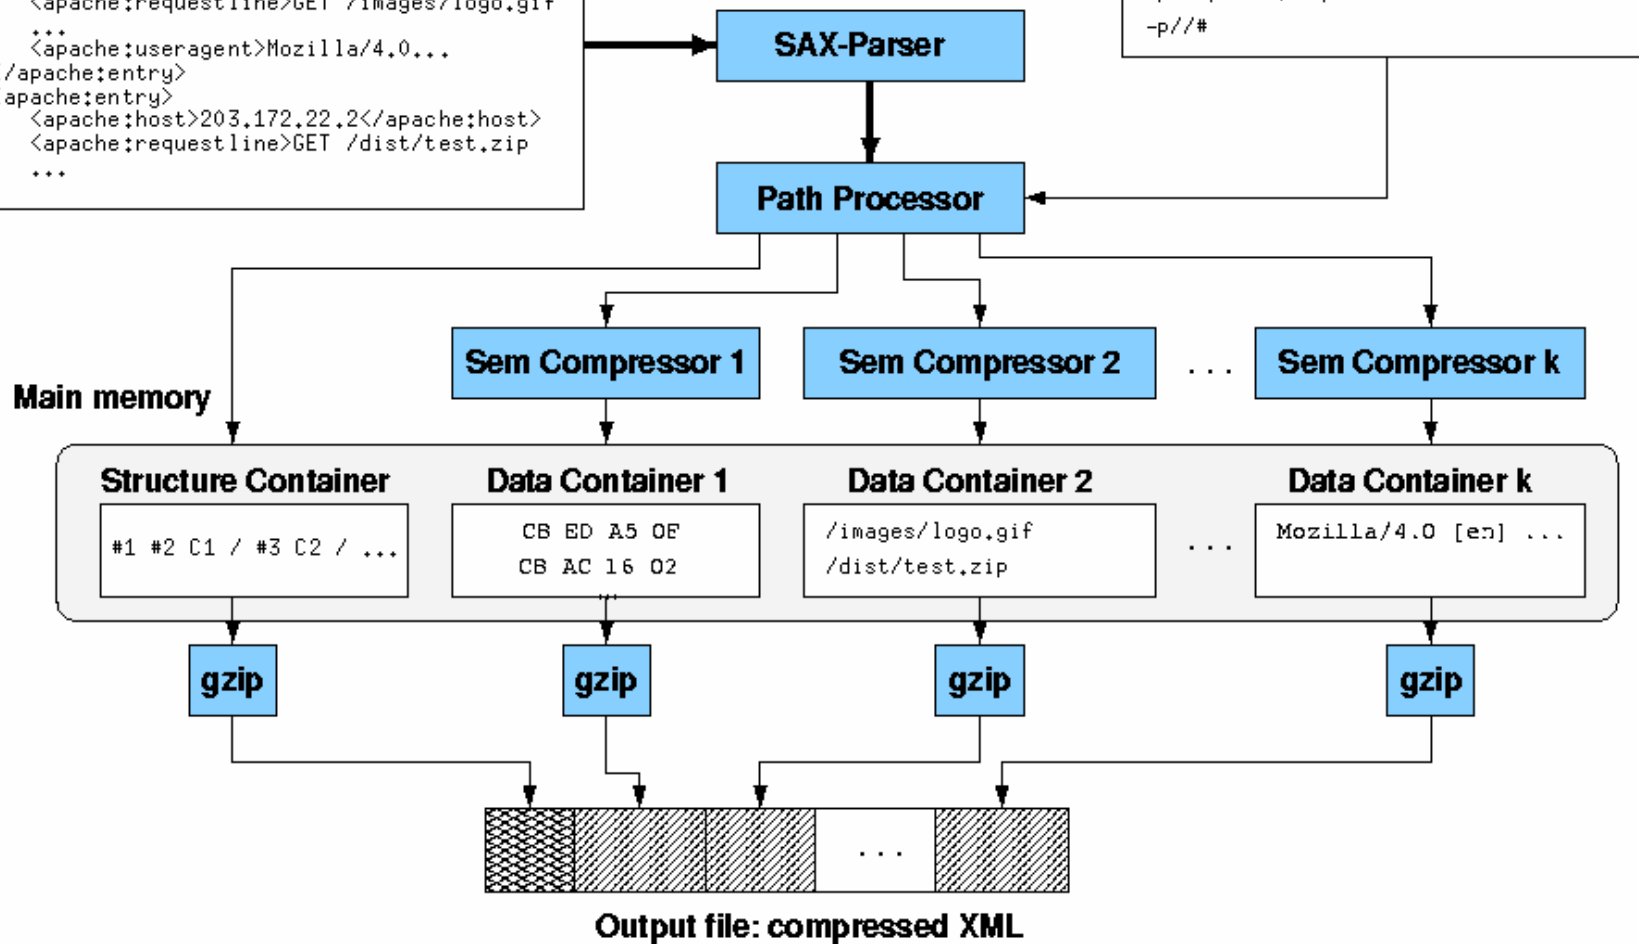 <apache:requestline>GET /images/logo.gif
...
<apache:useragent>Mozilla/4.0...
/apache:entry>
apache:entry>
<apache:host>203.172.22.2</apache:host>
<apache:requestline>GET /dist/test.zip
...
-p//#
SAX-Parser
Path Processor
Sem Compressor 1
Sem Compressor 2
...
Sem Compressor k
Main memory
Structure Container
Data Container 1
Data Container 2
Data Container k
#1 #2 C1 / #3 C2 / ...
CB ED A5 0F
CB AC 16 02
...
/images/logo.gif
/dist/test.zip
...
Mozilla/4.0 [en] ...
gzip
gzip
gzip
gzip
...
Output file: compressed XML